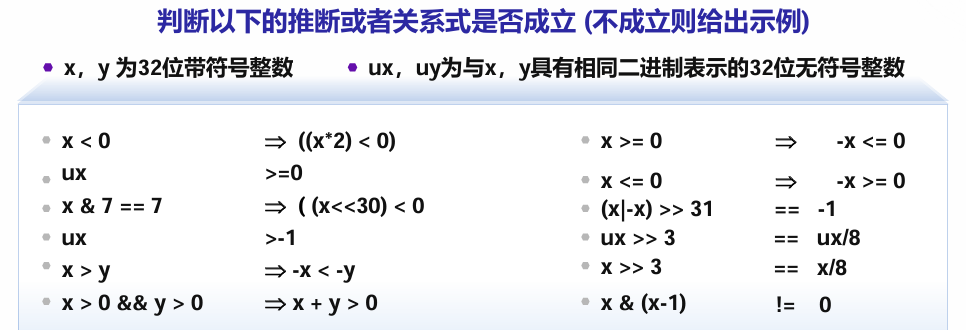 判断以下的推断或者关系式是否成立 (不成立则给出示例)
x，y 为32位带符号整数
ux，uy为与x，y具有相同二进制表示的32位无符号整数
x < 0 ⇒ ((x*2) < 0)
ux >=0
x & 7 == 7 ⇒ ( (x<<30) < 0
ux >-1
x > y ⇒ -x < -y
x > 0 && y > 0 ⇒ x + y > 0
x >= 0 ⇒ -x <= 0
x <= 0 ⇒ -x >= 0
(x|-x) >> 31 == -1
ux >> 3 == ux/8
x >> 3 == x/8
x & (x-1) != 0